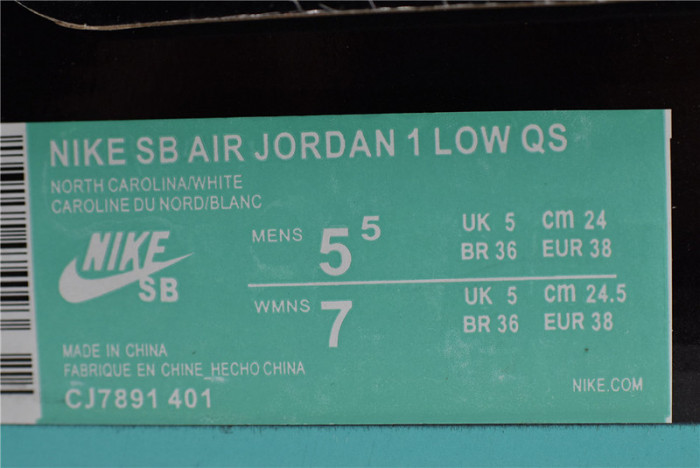 NIKE SB AIR JORDAN 1 LOW QS
NORTH CAROLINA/WHITE
CAROLINE DU NORD/BLANC
NIKE
SB
MENS 5 5
UK 5 cm 24
BR 36 EUR 38
WMNS 7
UK 5 cm 24.5
BR 36 EUR 38
MADE IN CHINA
FABRIQUE EN CHINE_HECHO CHINA
CJ7891 401
NIKE.COM